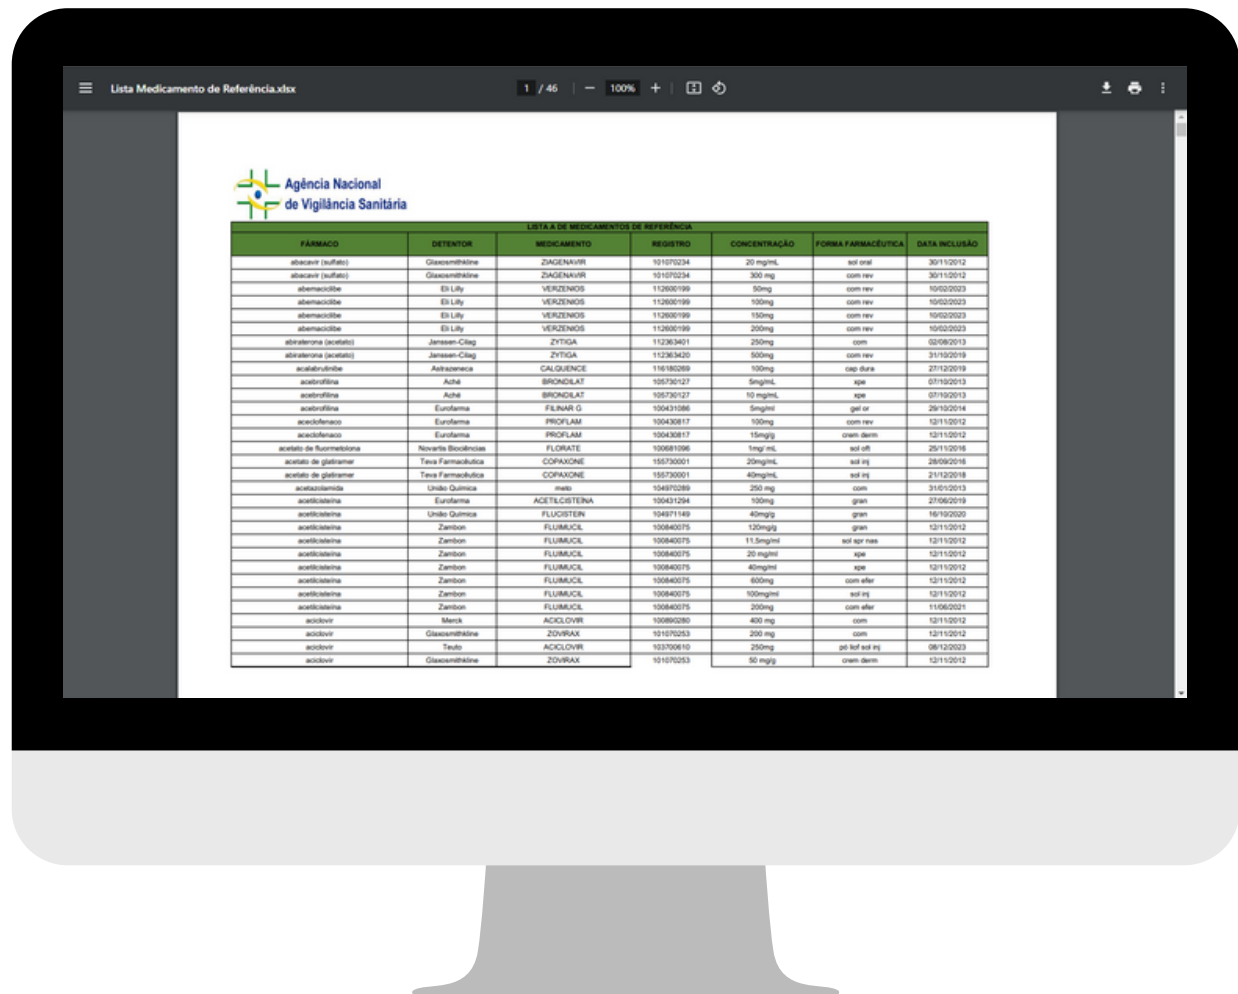 Lista Medicamento de Referência.xlsx 1 / 46 100%
Agência Nacional
de Vigilância Sanitária
LISTA A DE MEDICAMENTOS DE REFERÊNCIA
FÁRMACO DETENTOR MEDICAMENTO REGISTRO CONCENTRAÇÃO FORMA FARMACÊUTICA DATA INCLUSÃO
abacavir (sulfato) Glaxosmithkline ZIAGENAVIR 101070234 20 mg/mL sol oral 30/11/2012
abacavir (sulfato) Glaxosmithkline ZIAGENAVIR 101070234 300 mg com rev 30/11/2012
abemaciclibe Eli Lilly VERZENIOS 112600199 50mg com rev 10/02/2023
abemaciclibe Eli Lilly VERZENIOS 112600199 100mg com rev 10/02/2023
abemaciclibe Eli Lilly VERZENIOS 112600199 150mg com rev 10/02/2023
abemaciclibe Eli Lilly VERZENIOS 112600199 200mg com rev 10/02/2023
abiraterona (acetato) Janssen-Cilag ZYTIGA 112363401 250mg com 02/08/2013
abiraterona (acetato) Janssen-Cilag ZYTIGA 112363420 500mg com rev 31/10/2019
acalabrutinibe Astrazeneca CALQUENCE 116180269 100mg cap dura 27/12/2019
acebrofilina Aché BRONDILAT 105730127 5mg/mL xpe 07/10/2013
acebrofilina Aché BRONDILAT 105730127 10 mg/mL xpe 07/10/2013
acebrofilina Eurofarma FILINAR G 100431086 5mg/ml gel or 29/10/2014
aceclofenaco Eurofarma PROFLAM 100430817 100mg com rev 12/11/2012
aceclofenaco Eurofarma PROFLAM 100430817 15mg/g crem derm 12/11/2012
acetato de fluormetolona Novartis Biociências FLORATE 100681096 1mg/ mL sol oft 25/11/2016
acetato de glatiramer Teva Farmacêutica COPAXONE 155730001 20mg/mL sol inj 28/09/2016
acetato de glatiramer Teva Farmacêutica COPAXONE 155730001 40mg/mL sol inj 21/12/2018
acetazolamida União Química melo 104970289 250 mg com 31/01/2013
acetilcisteína Eurofarma ACETILCISTEÍNA 100431294 100mg gran 27/06/2019
acetilcisteína União Química FLUCISTEIN 104971149 40mg/g gran 16/10/2020
acetilcisteína Zambon FLUIMUCIL 100840075 120mg/g gran 12/11/2012
acetilcisteína Zambon FLUIMUCIL 100840075 11,5mg/ml sol spr nas 12/11/2012
acetilcisteína Zambon FLUIMUCIL 100840075 20 mg/ml xpe 12/11/2012
acetilcisteína Zambon FLUIMUCIL 100840075 40mg/ml xpe 12/11/2012
acetilcisteína Zambon FLUIMUCIL 100840075 600mg com efer 12/11/2012
acetilcisteína Zambon FLUIMUCIL 100840075 100mg/ml sol inj 12/11/2012
acetilcisteína Zambon FLUIMUCIL 100840075 200mg com efer 11/06/2021
aciclovir Merck ACICLOVIR 100890280 400 mg com 12/11/2012
aciclovir Glaxosmithkline ZOVIRAX 101070253 200 mg com 12/11/2012
aciclovir Teuto ACICLOVIR 103700610 250mg pó liof sol inj 08/12/2023
aciclovir Glaxosmithkline ZOVIRAX 101070253 50 mg/g crem derm 12/11/2012